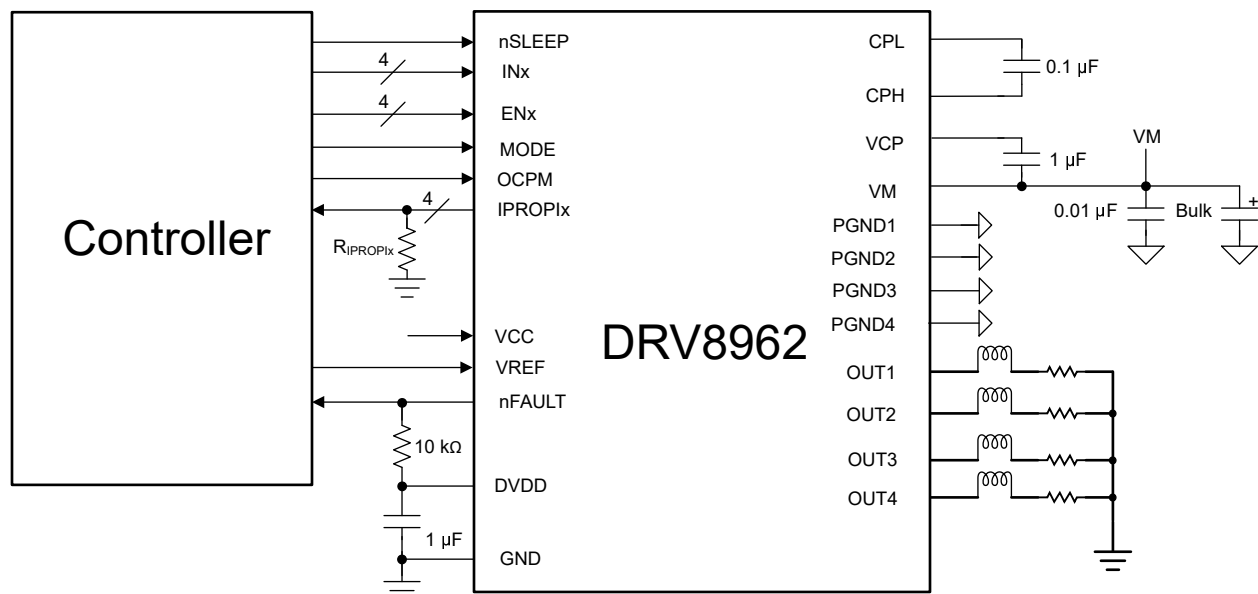 Controller
4
4
4
R_IPROPIx
10 kΩ
1 µF
nSLEEP
INx
ENx
MODE
OCPM
IPROPIx
VCC
VREF
nFAULT
DVDD
GND
DRV8962
CPL
CPH
VCP
VM
PGND1
PGND2
PGND3
PGND4
OUT1
OUT2
OUT3
OUT4
0.1 µF
1 µF
VM
0.01 µF
Bulk
+